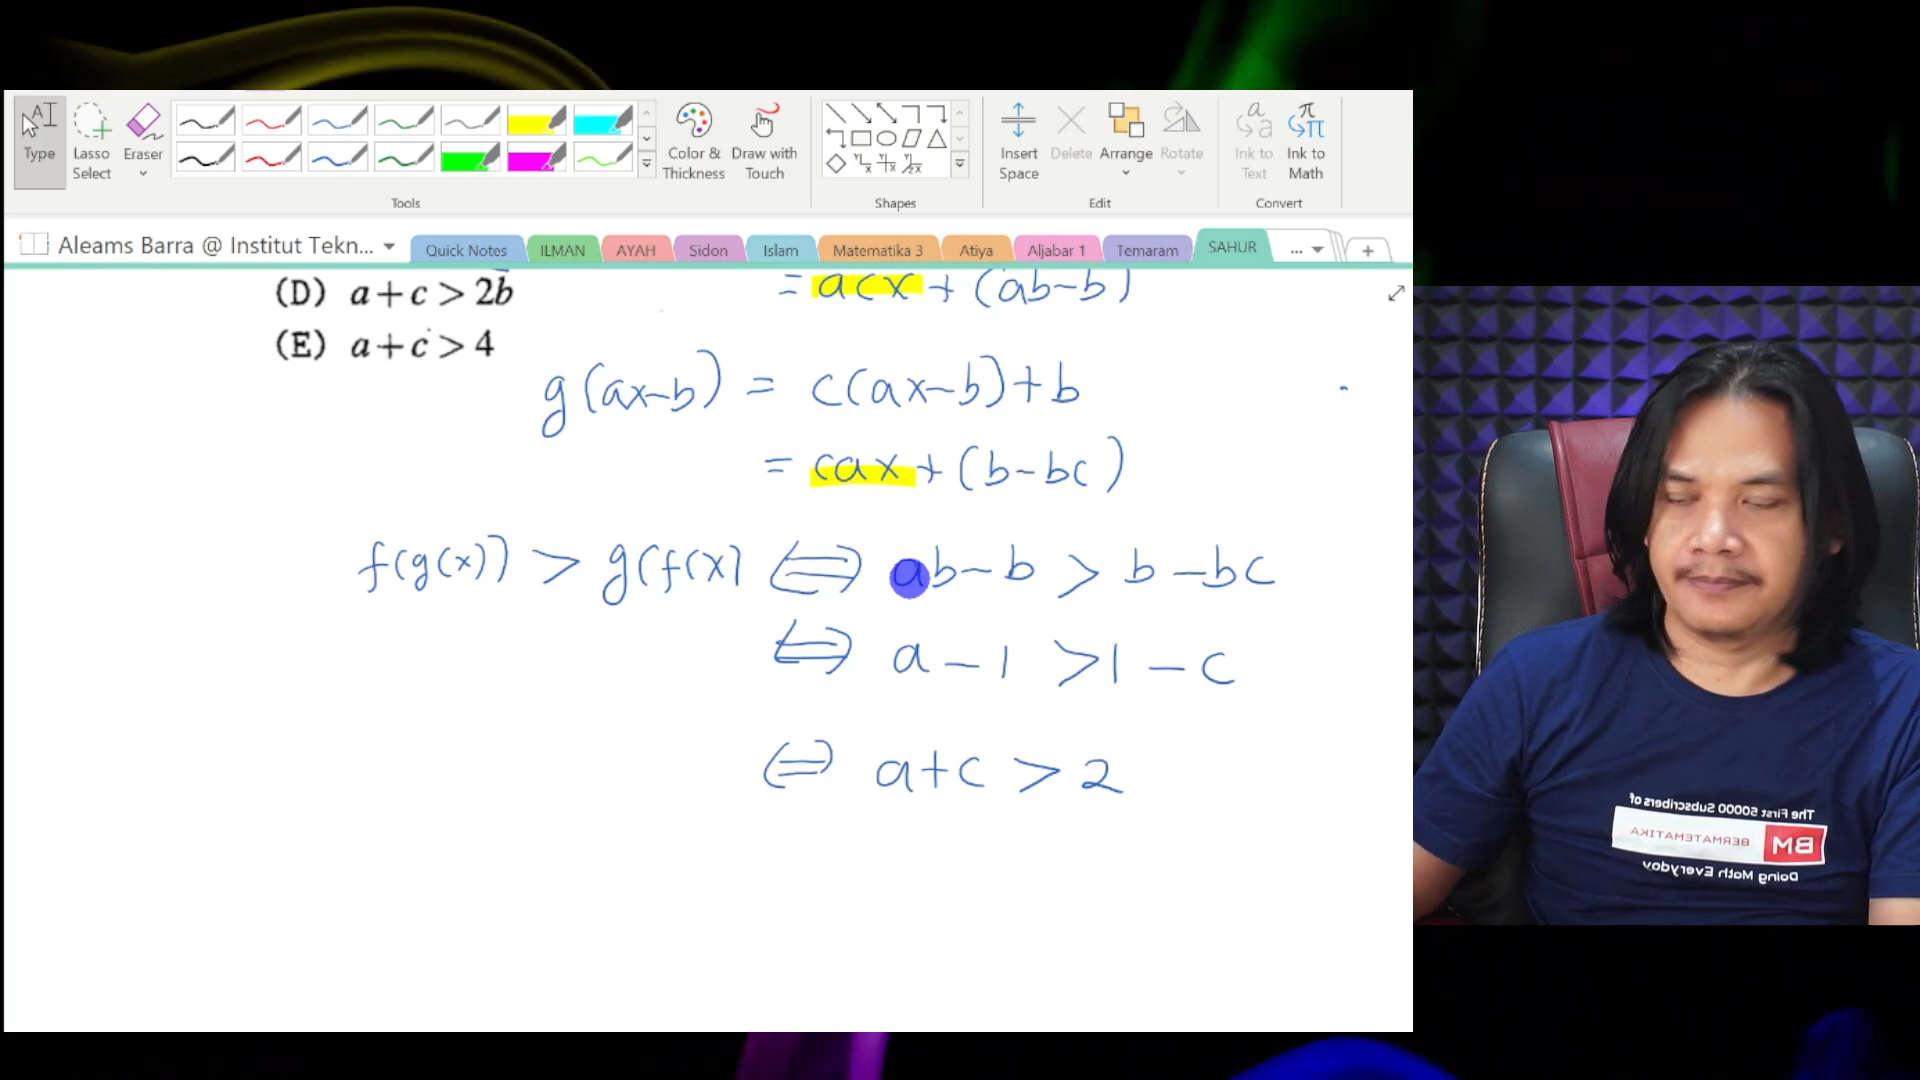 Type
Lasso Select
Eraser
Color & Thickness
Draw with Touch
Insert Space
Delete
Arrange
Rotate
Ink to Text
Ink to Math
Tools
Shapes
Edit
Convert
Aleams Barra @ Institut Tekn...
Quick Notes
ILMAN
AYAH
Sidon
Islam
Matematika 3
Atiya
Aljabar 1
Temaram
SAHUR
...
+
(D) a+c > 2b
= acx + (ab-b)
(E) a+c > 4
g(ax-b) = c(ax-b)+b
= cax + (b-bc)
f(g(x)) > g(f(x) ⟺ ab-b > b-bc
⟺ a-1 > 1-c
⟺ a+c > 2
The First 50000 Subscribers of
BM BERMATEMATIKA
Doing Math Everyday